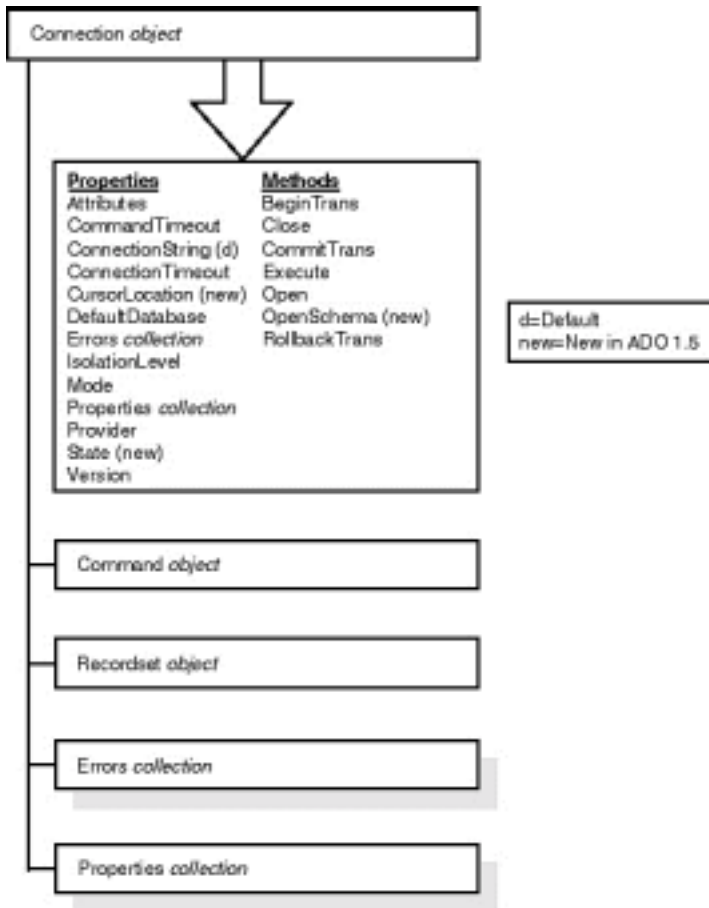 Connection object
Properties
Attributes
CommandTimeout
ConnectionString (d)
ConnectionTimeout
CursorLocation (new)
DefaultDatabase
Errors collection
IsolationLevel
Mode
Properties collection
Provider
State (new)
Version
Methods
BeginTrans
Close
CommitTrans
Execute
Open
OpenSchema (new)
RollbackTrans
d=Default
new=New in ADO 1.5
Command object
Recordset object
Errors collection
Properties collection